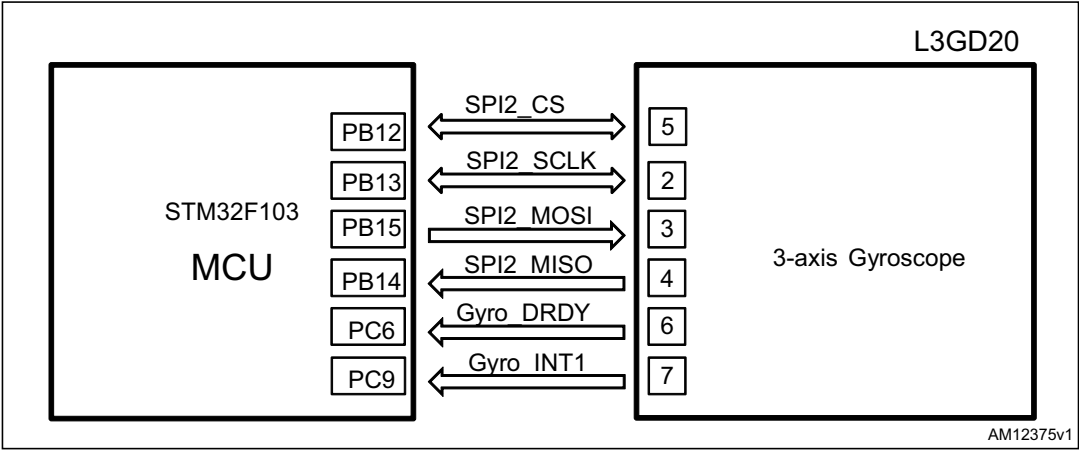 L3GD20
SPI2_CS
PB12
5
SPI2_SCLK
PB13
2
STM32F103
MCU
SPI2_MOSI
PB15
3
3-axis Gyroscope
SPI2_MISO
PB14
4
Gyro_DRDY
PC6
6
Gyro_INT1
PC9
7
AM12375v1